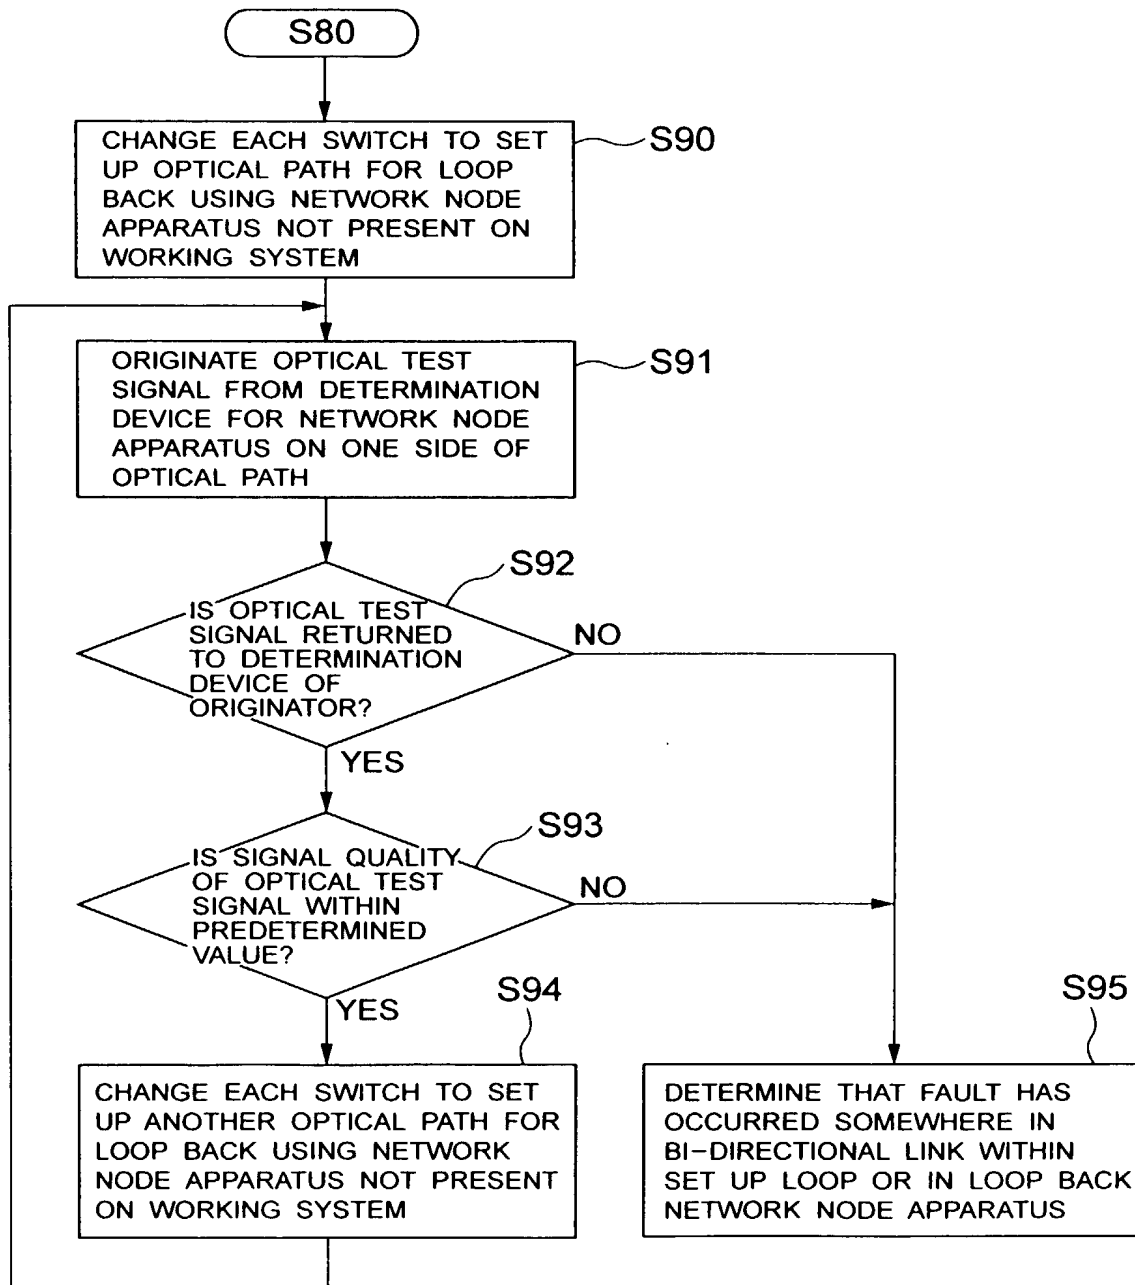 S80
CHANGE EACH SWITCH TO SET
UP OPTICAL PATH FOR LOOP
BACK USING NETWORK NODE
APPARATUS NOT PRESENT ON
WORKING SYSTEM
S90
ORIGINATE OPTICAL TEST
SIGNAL FROM DETERMINATION
DEVICE FOR NETWORK NODE
APPARATUS ON ONE SIDE OF
OPTICAL PATH
S91
S92
IS OPTICAL TEST
SIGNAL RETURNED
TO DETERMINATION
DEVICE OF
ORIGINATOR?
NO
YES
S93
IS SIGNAL QUALITY
OF OPTICAL TEST
SIGNAL WITHIN
PREDETERMINED
VALUE?
NO
YES
S94
CHANGE EACH SWITCH TO SET
UP ANOTHER OPTICAL PATH FOR
LOOP BACK USING NETWORK
NODE APPARATUS NOT PRESENT
ON WORKING SYSTEM
S95
DETERMINE THAT FAULT HAS
OCCURRED SOMEWHERE IN
BI-DIRECTIONAL LINK WITHIN
SET UP LOOP OR IN LOOP BACK
NETWORK NODE APPARATUS